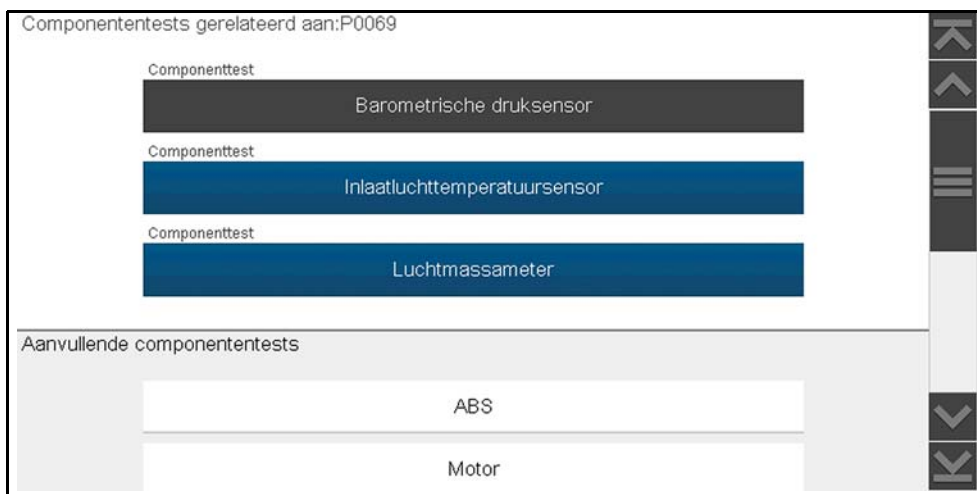 Componententests gerelateerd aan:P0069
Componenttest
Barometrische druksensor
Componenttest
Inlaatluchttemperatuursensor
Componenttest
Luchtmassameter
Aanvullende componententests
ABS
Motor